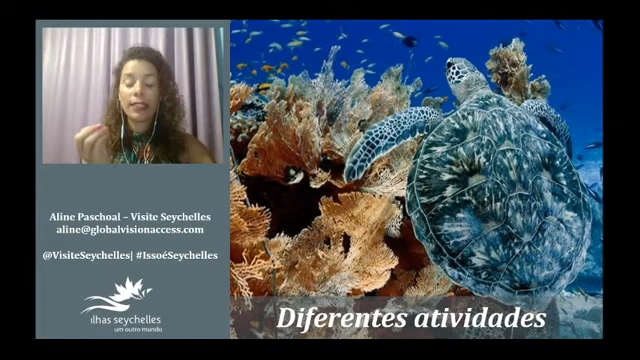 Aline Paschoal – Visite Seychelles
aline@globalvisionaccess.com
@VisiteSeychelles| #IssoéSeychelles
ilhas seychelles
um outro mundo
Diferentes atividades